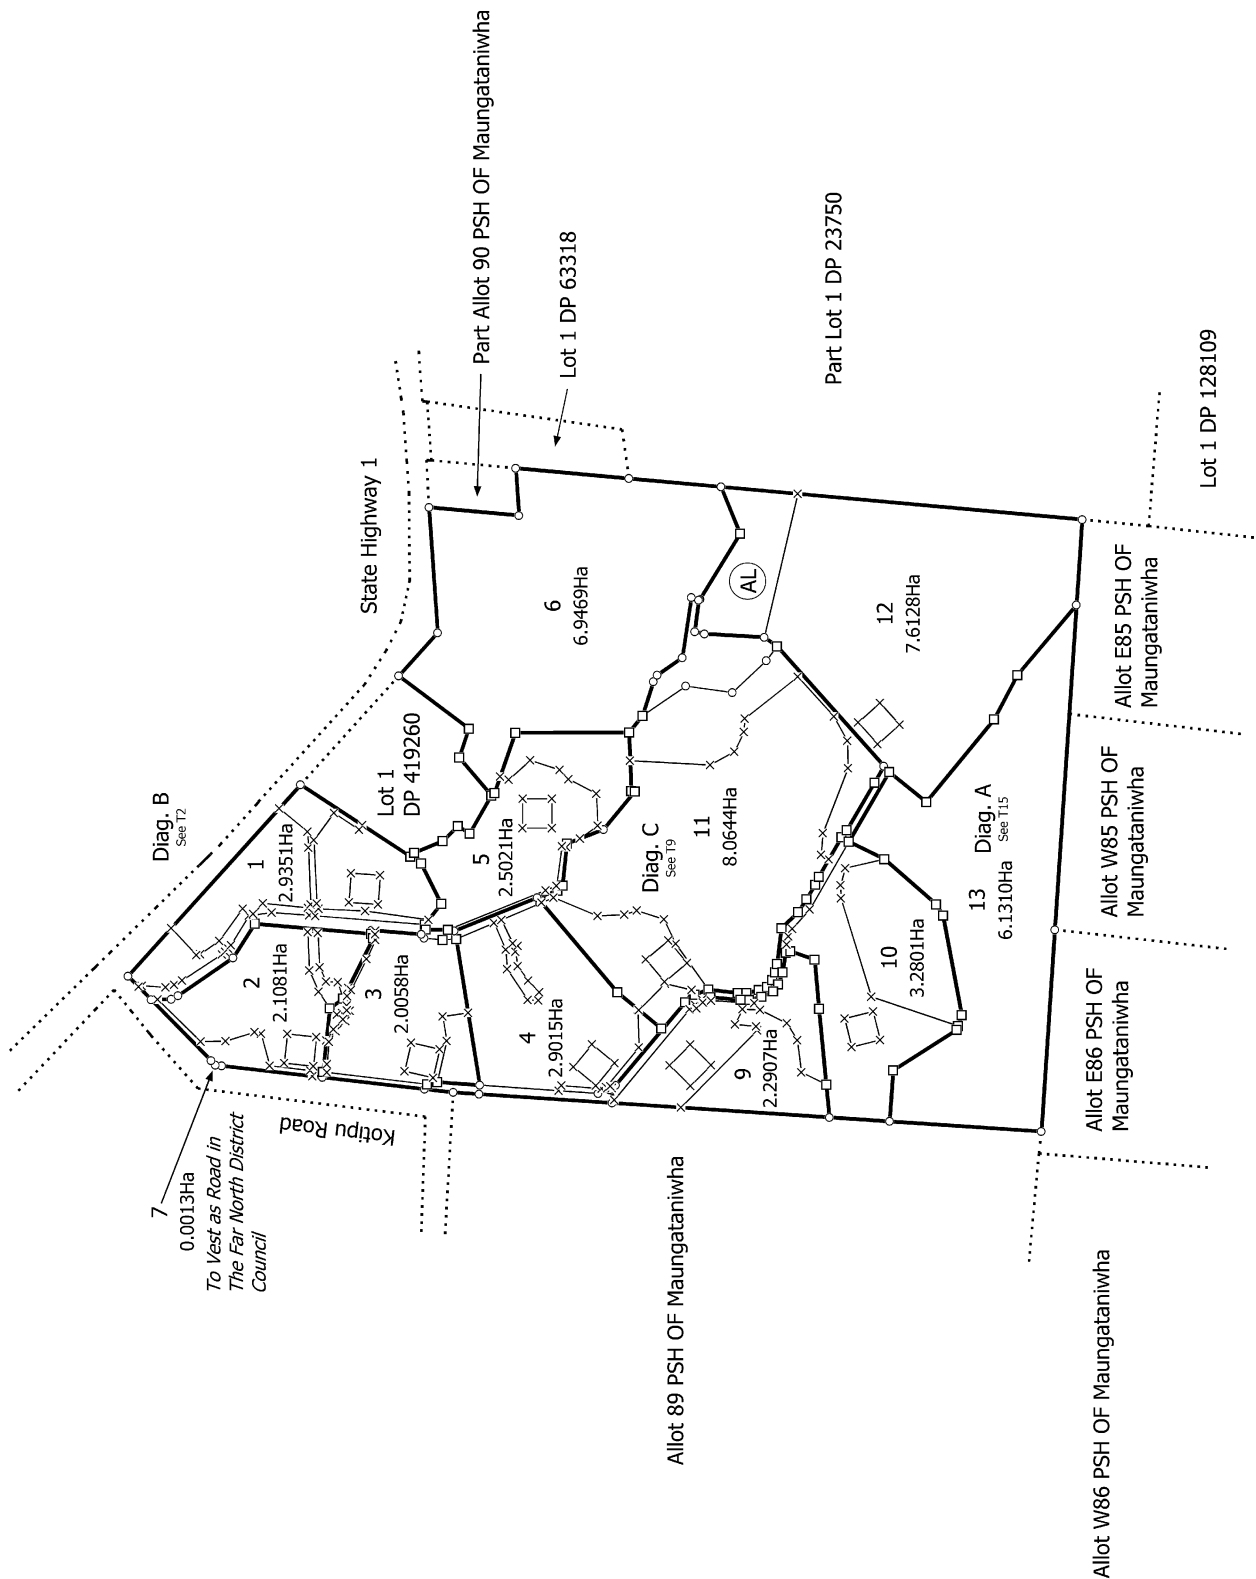 Diag. B
See T2
State Highway 1
Part Allot 90 PSH OF Maungataniwha
Lot 1 DP 63318
Part Lot 1 DP 23750
Lot 1 DP 128109
7
0.0013Ha
To Vest as Road in
The Far North District
Council
Kotipu Road
1
2.9351Ha
2
2.1081Ha
3
2.0058Ha
4
2.9015Ha
5
2.5021Ha
Lot 1
DP 419260
6
6.9469Ha
AL
Diag. C
See T9
11
8.0644Ha
9
2.2907Ha
10
3.2801Ha
12
7.6128Ha
Diag. A
See T15
13
6.1310Ha
Allot 89 PSH OF Maungataniwha
Allot W86 PSH OF Maungataniwha
Allot E86 PSH OF
Maungataniwha
Allot W85 PSH OF
Maungataniwha
Allot E85 PSH OF
Maungataniwha